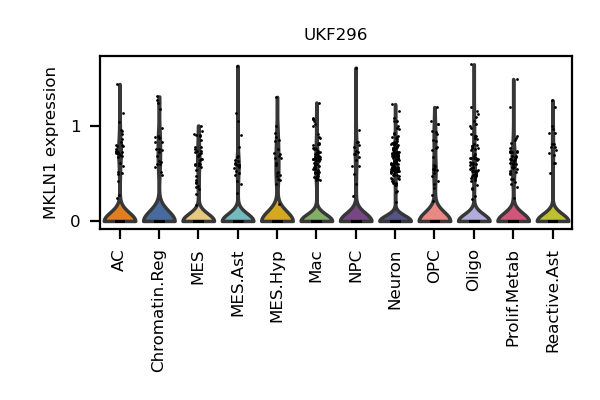 UKF296
MKLN1 expression
1
0
AC
Chromatin.Reg
MES
MES.Ast
MES.Hyp
Mac
NPC
Neuron
OPC
Oligo
Prolif.Metab
Reactive.Ast